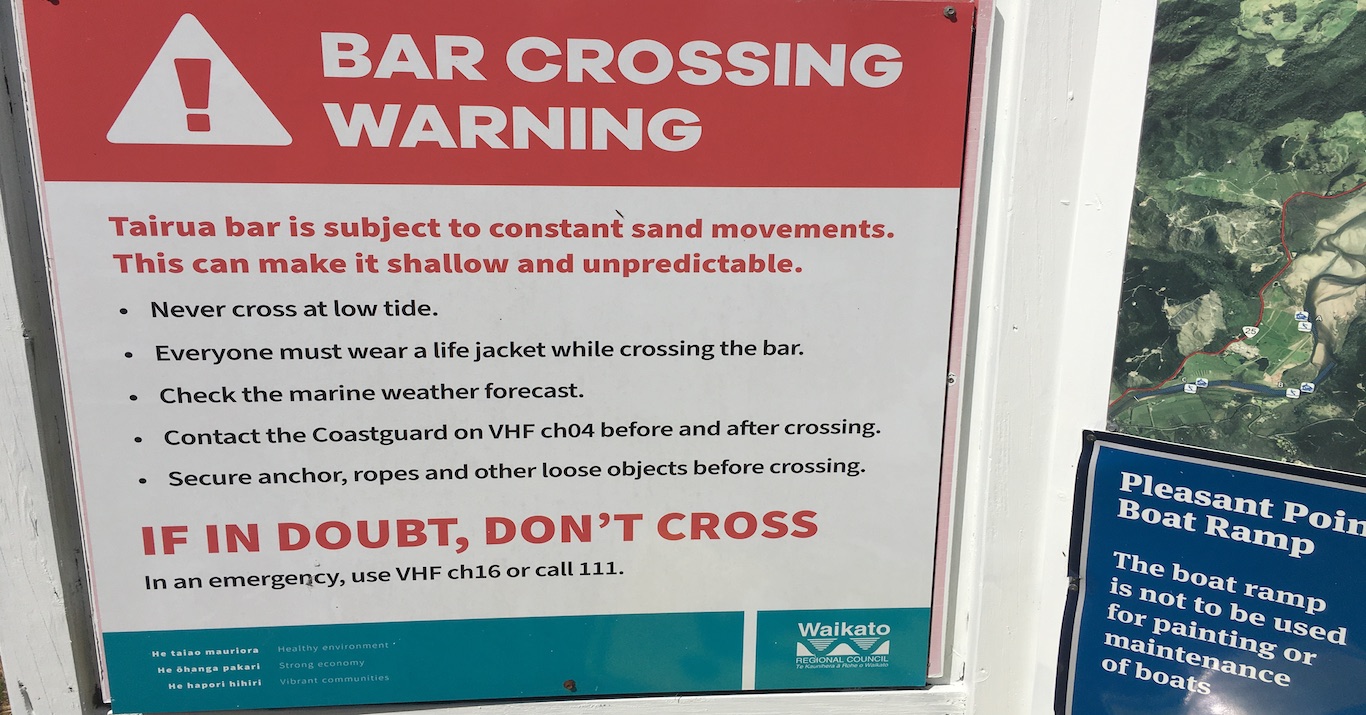 BAR CROSSING
WARNING
Tairua bar is subject to constant sand movements.
This can make it shallow and unpredictable.
• Never cross at low tide.
• Everyone must wear a life jacket while crossing the bar.
• Check the marine weather forecast.
• Contact the Coastguard on VHF ch04 before and after crossing.
• Secure anchor, ropes and other loose objects before crossing.
IF IN DOUBT, DON'T CROSS
In an emergency, use VHF ch16 or call 111.
He taiao mauriora Healthy environment
He ōhanga pakari Strong economy
He hapori hihiri Vibrant communities
Waikato
REGIONAL COUNCIL
Te Kaunihera ā Rohe o Waikato
25
A
B
C
Pleasant Poin
Boat Ramp
The boat ramp
is not to be used
for painting or
maintenance
of boats